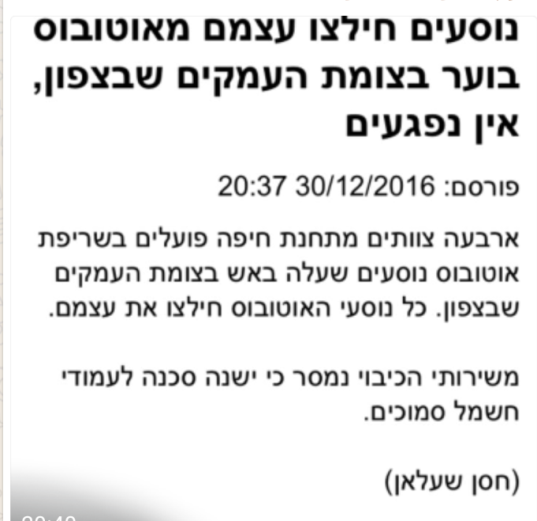 נוסעים חילצו עצמם מאוטובוס
בוער בצומת העמקים שבצפון,
אין נפגעים
פורסם: 30/12/2016 20:37
ארבעה צוותים מתחנת חיפה פועלים בשריפת
אוטובוס נוסעים שעלה באש בצומת העמקים
שבצפון. כל נוסעי האוטובוס חילצו את עצמם.
משירותי הכיבוי נמסר כי ישנה סכנה לעמודי
חשמל סמוכים.
(חסן שעלאן)